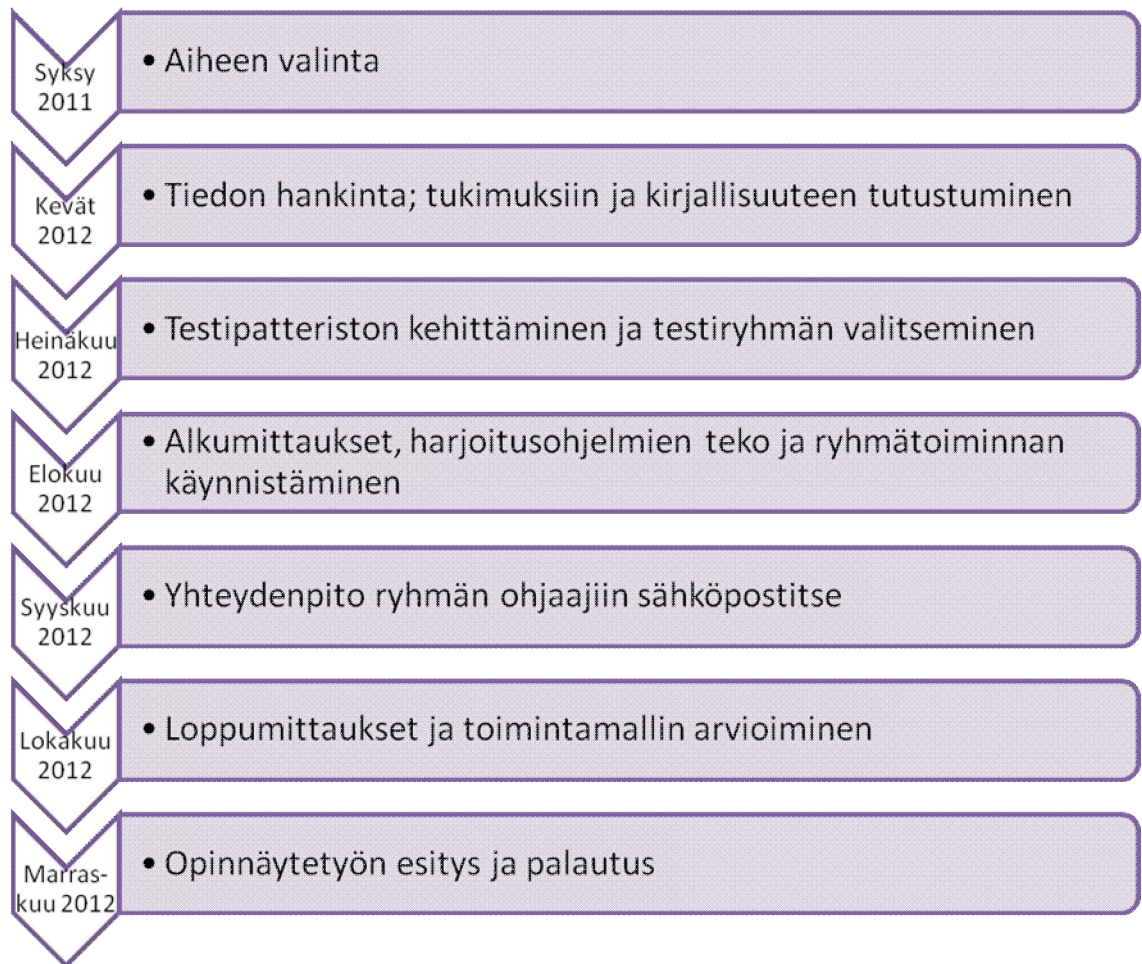 Syksy
2011
• Aiheen valinta
Kevät
2012
• Tiedon hankinta; tukimuksiin ja kirjallisuuteen tutustuminen
Heinäkuu
2012
• Testipatteriston kehittäminen ja testiryhmän valitseminen
Elokuu
2012
• Alkumittaukset, harjoitusohjelmien teko ja ryhmätoiminnan
käynnistäminen
Syyskuu
2012
• Yhteydenpito ryhmän ohjaajiin sähköpostitse
Lokakuu
2012
• Loppumittaukset ja toimintamallin arvioiminen
Marras-
kuu 2012
• Opinnäytetyön esitys ja palautus